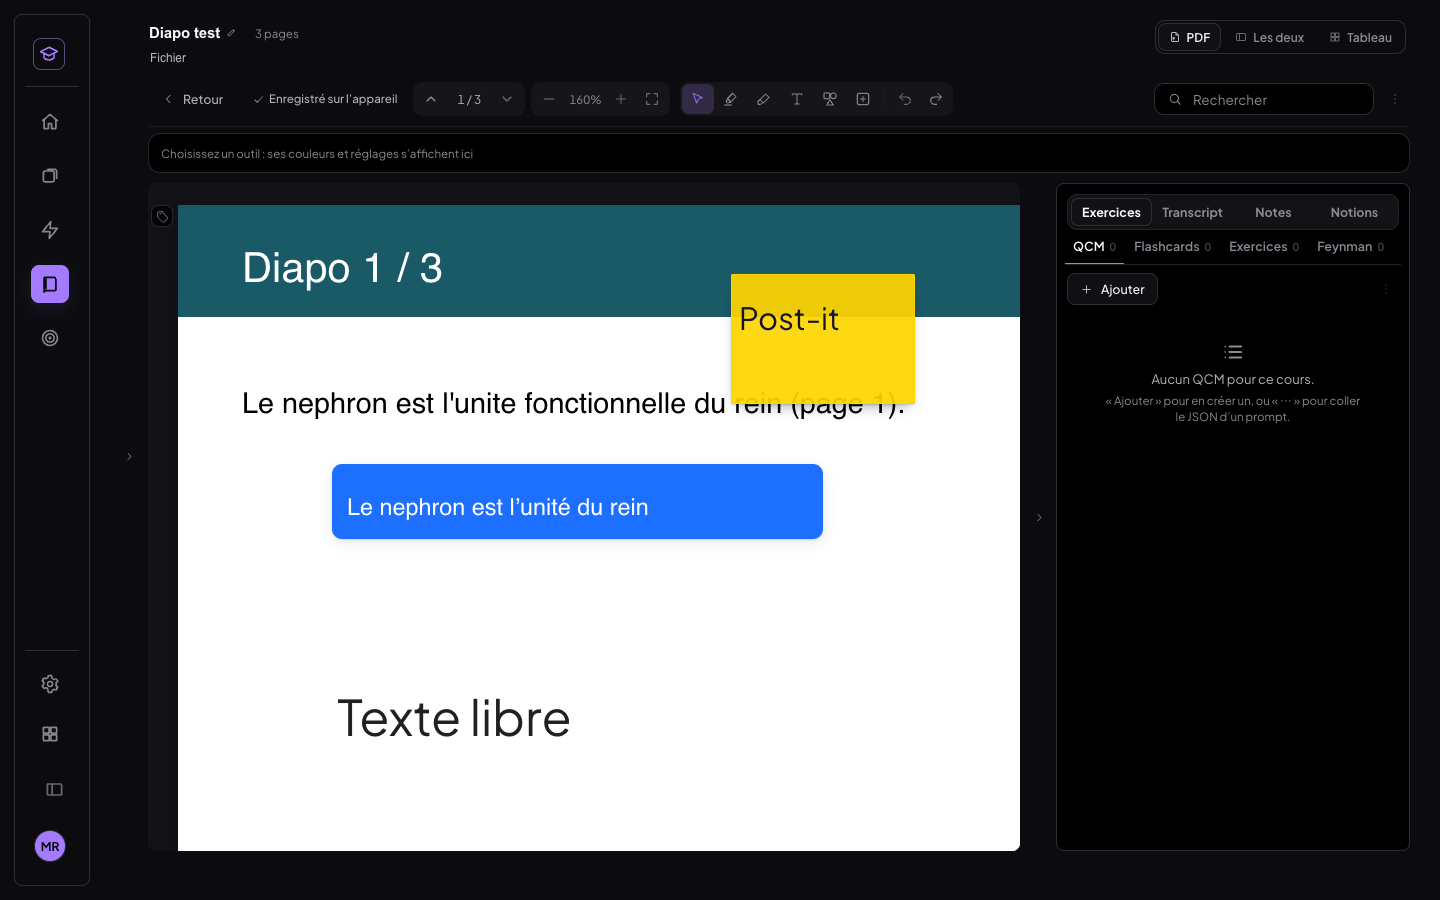 Diapo test
3 pages
PDF
Les deux
Tableau
Fichier
Retour
Enregistré sur l'appareil
1 / 3
160%
Rechercher
Choisissez un outil : ses couleurs et réglages s'affichent ici
Diapo 1 / 3
Post-it
Le nephron est l'unite fonctionnelle du rein (page 1).
Le nephron est l’unité du rein
Texte libre
Exercices
Transcript
Notes
Notions
QCM 0
Flashcards 0
Exercices 0
Feynman 0
Ajouter
Aucun QCM pour ce cours.
« Ajouter » pour en créer un, ou « ··· » pour coller
le JSON d'un prompt.
MR